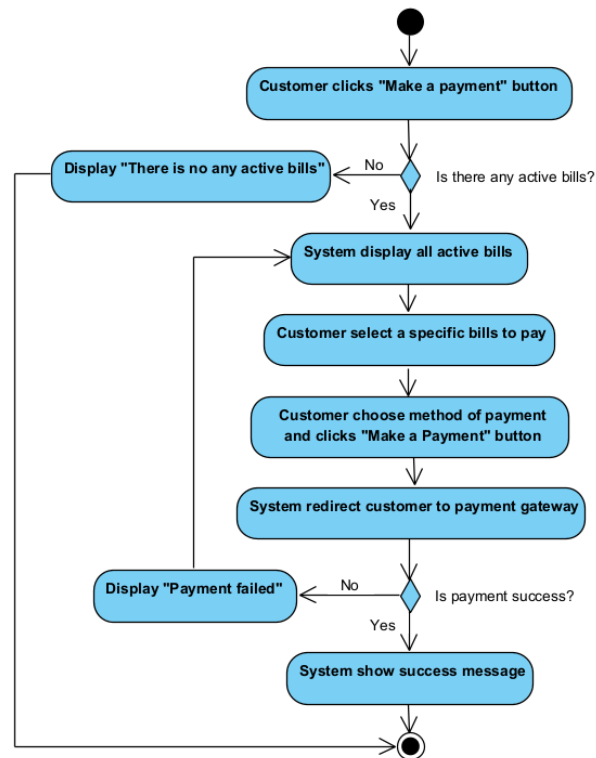 Customer clicks "Make a payment" button
Display "There is no any active bills"
No
Is there any active bills?
Yes
System display all active bills
Customer select a specific bills to pay
Customer choose method of payment
and clicks "Make a Payment" button
System redirect customer to payment gateway
Display "Payment failed"
No
Is payment success?
Yes
System show success message